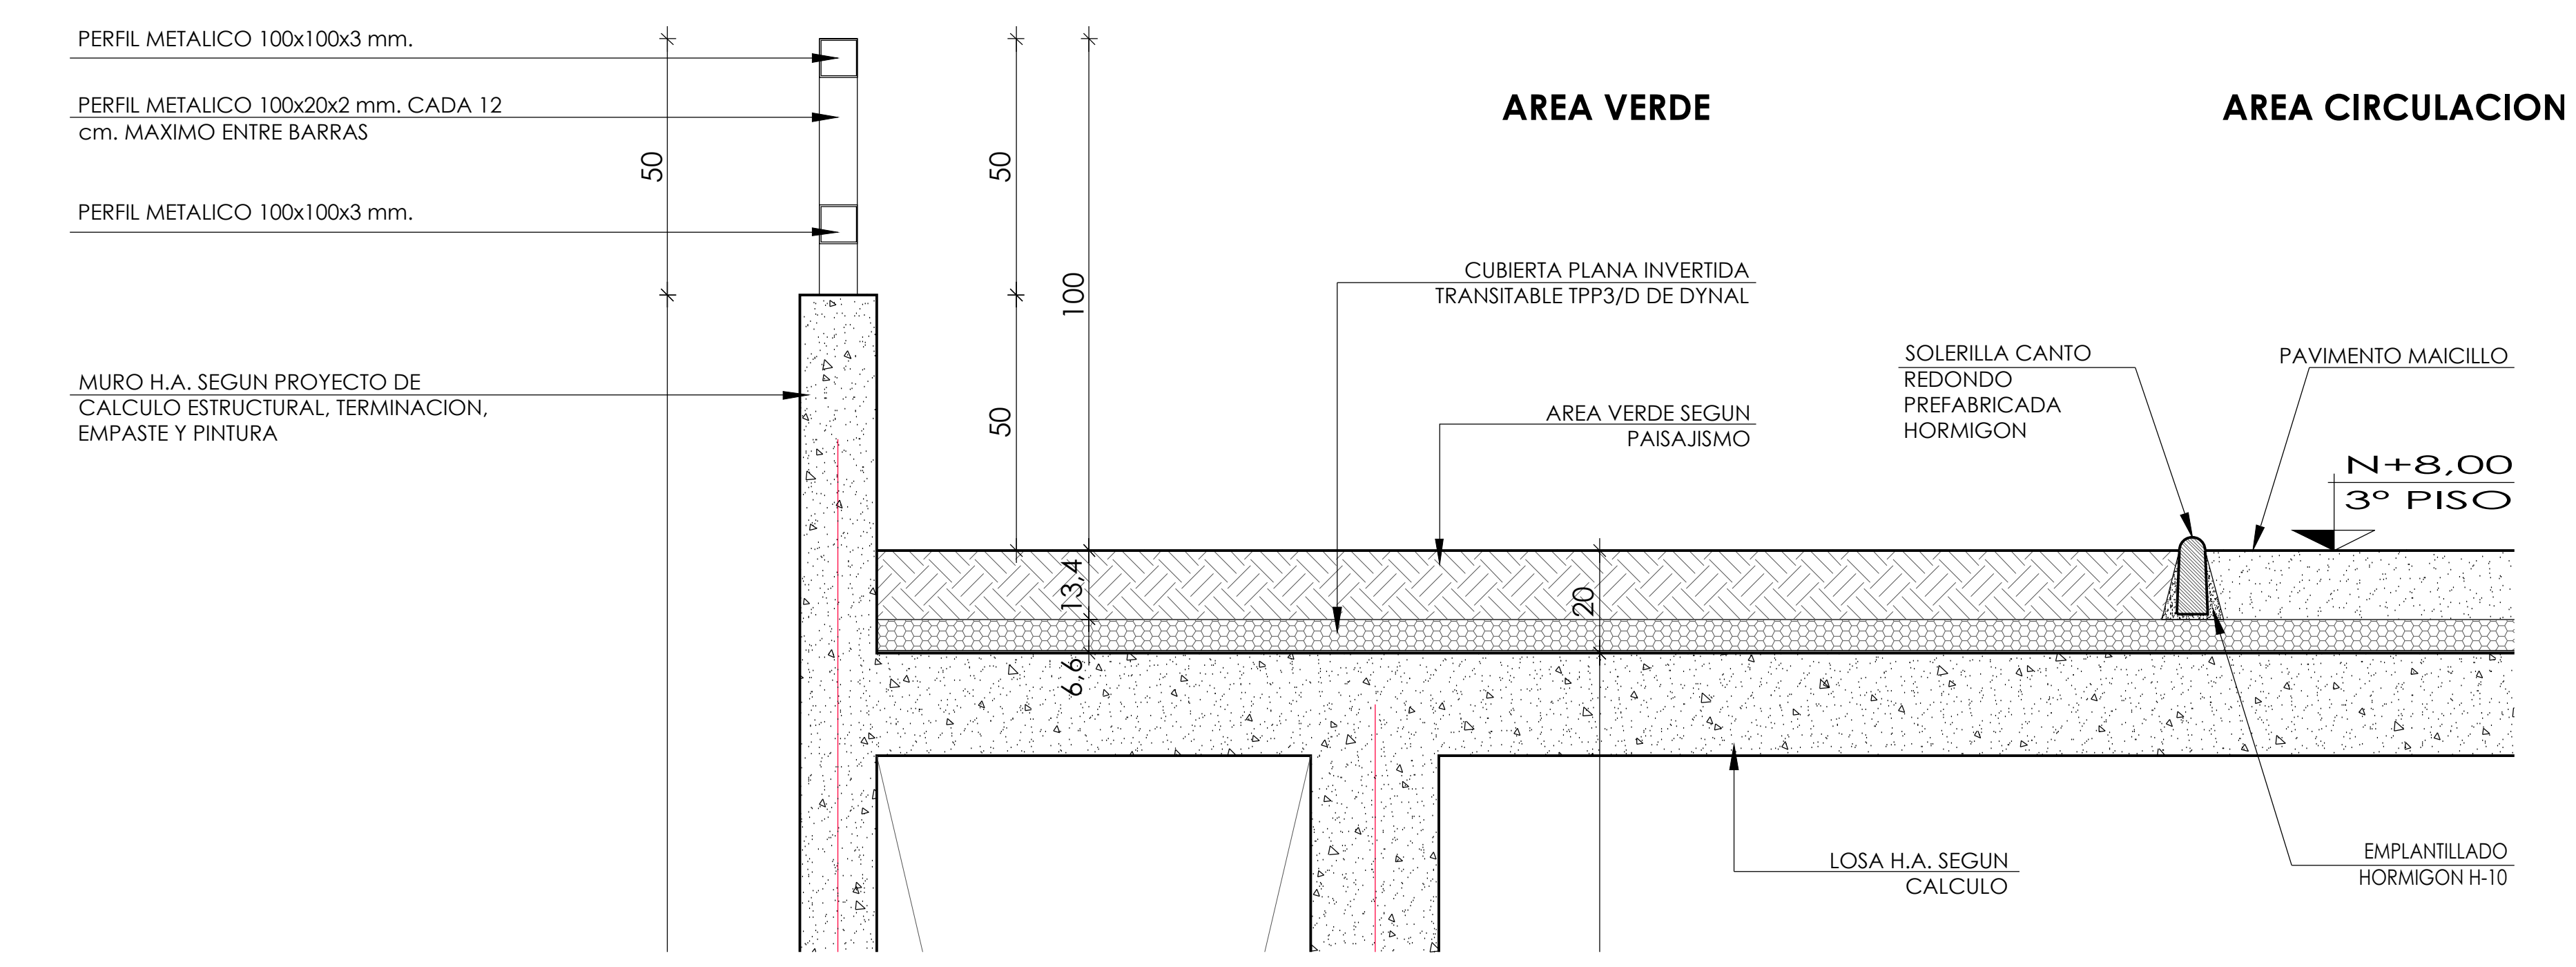 PERFIL METALICO 100x100x3 mm.
PERFIL METALICO 100x20x2 mm. CADA 12
cm. MAXIMO ENTRE BARRAS
PERFIL METALICO 100x100x3 mm.
MURO H.A. SEGUN PROYECTO DE
CALCULO ESTRUCTURAL, TERMINACION,
EMPASTE Y PINTURA
50
50
100
50
13,4
6,6
20
AREA VERDE
AREA CIRCULACION
CUBIERTA PLANA INVERTIDA
TRANSITABLE TPP3/D DE DYNAL
AREA VERDE SEGUN
PAISAJISMO
SOLERILLA CANTO
REDONDO
PREFABRICADA
HORMIGON
PAVIMENTO MAICILLO
N+8,00
3º PISO
LOSA H.A. SEGUN
CALCULO
EMPLANTILLADO
HORMIGON H-10